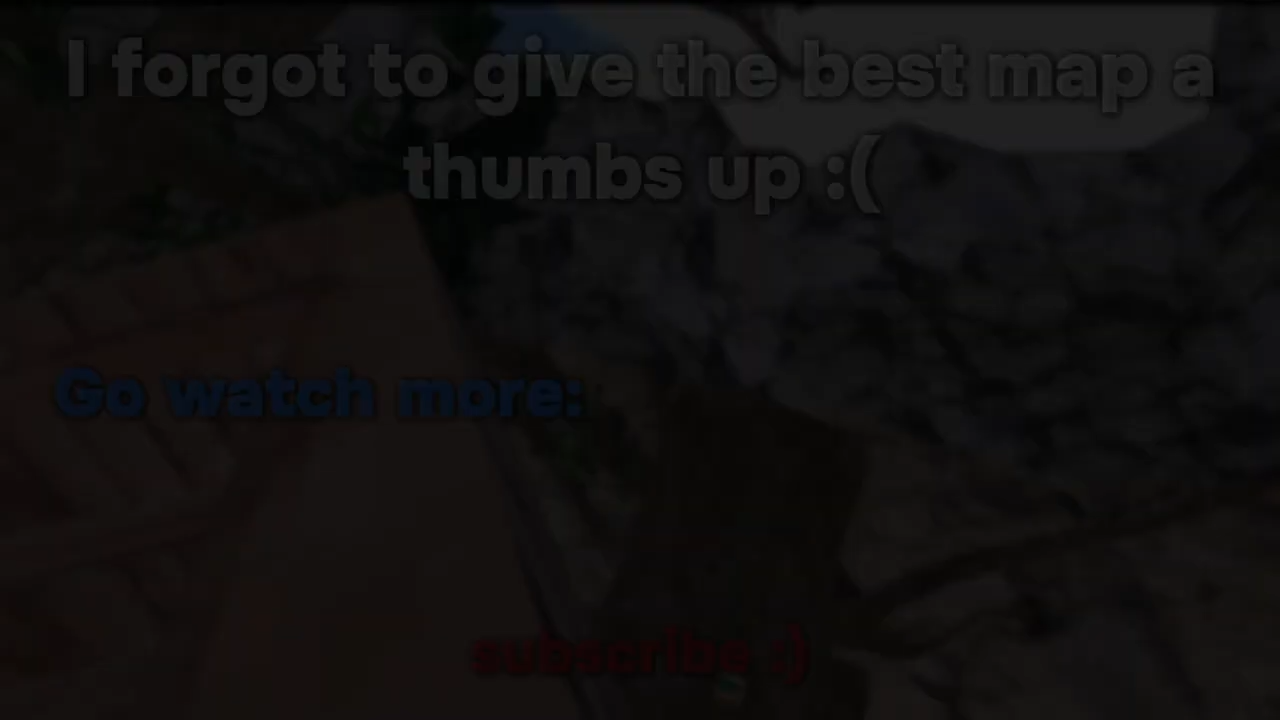 I forgot to give the best map a
thumbs up :(
Go watch more:
subscribe :)